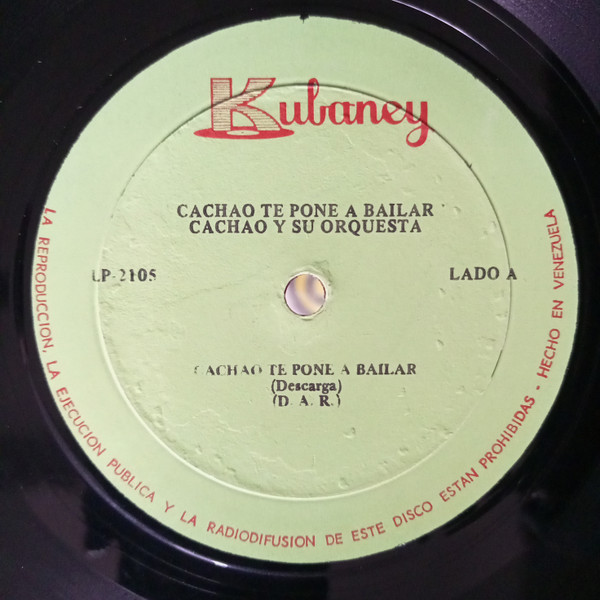 Kubaney
CACHAO TE PONE A BAILAR
CACHAO Y SU ORQUESTA
LP-2105
LADO A
CACHAO TE PONE A BAILAR
(Descarga)
(D. A. R.)
LA REPRODUCCION, LA EJECUCION PUBLICA Y LA RADIODIFUSION DE ESTE DISCO ESTAN PROHIBIDAS - HECHO EN VENEZUELA